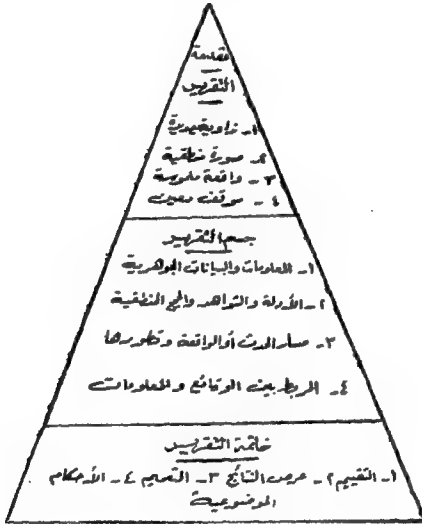 مقدمة
التقرير
١- زاوية جديدة
٢- صورة منطقية
٣- واقعة ملموسة
٤- موقف معين
جسم التقرير
١- المعلومات والبيانات الجوهرية
٢- الأدلة والشواهد والحجج المنطقية
٣- مسار الحدث أو الواقعة وتطورها
٤- الربط بين الوقائع والمعلومات
خاتمة التقرير
١- التقييم ٢- عرض النتائج ٣- التعميم ٤- الأحكام
الموضوعية